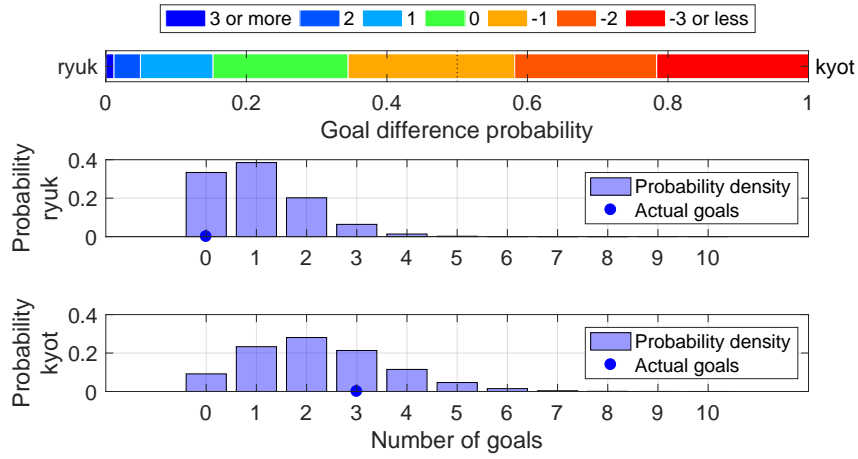 3 or more 2 1 0 -1 -2 -3 or less
ryuk kyot
0 0.2 0.4 0.6 0.8 1
Goal difference probability
Probability
ryuk
0.4
0.2
0
Probability density
Actual goals
0 1 2 3 4 5 6 7 8 9 10
Probability
kyot
0.4
0.2
0
Probability density
Actual goals
0 1 2 3 4 5 6 7 8 9 10
Number of goals